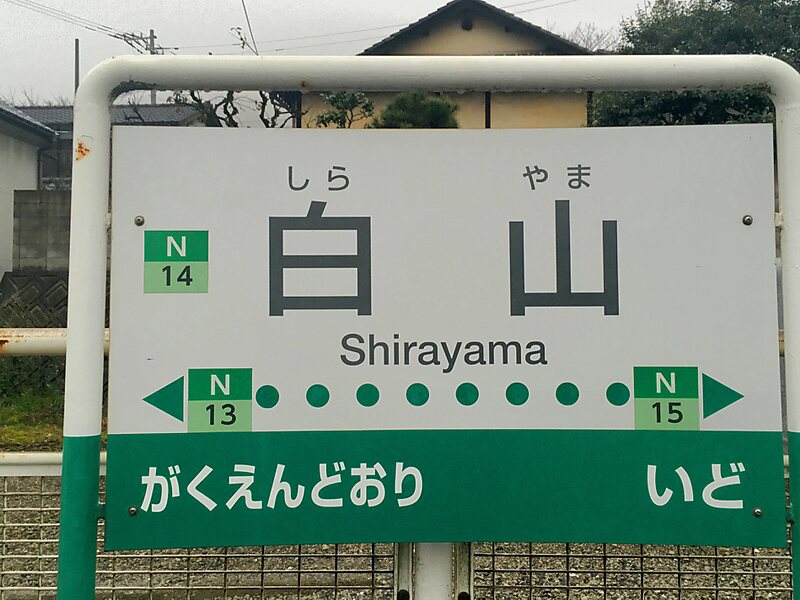 しら やま
N 14
白 山
Shirayama
N 13
N 15
がくえんどおり いど